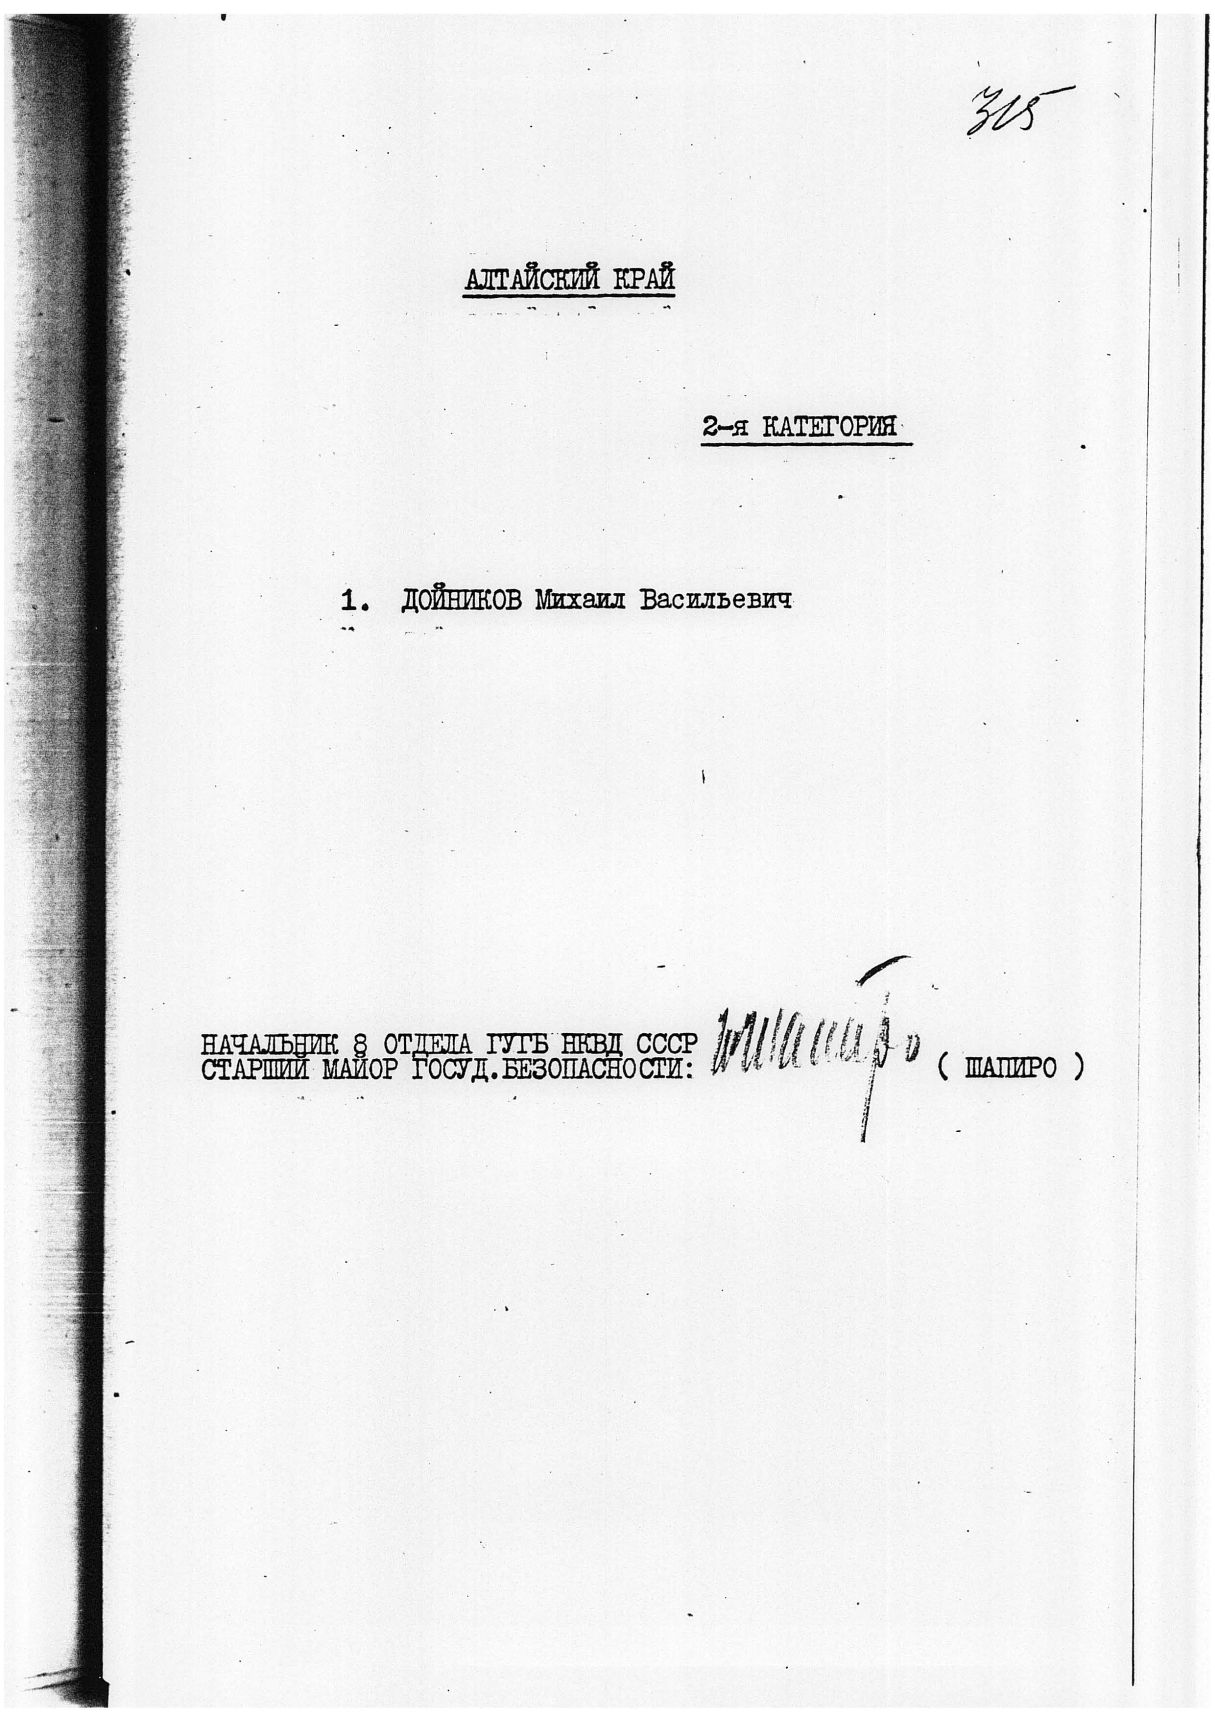 315
АЛТАЙСКИЙ КРАЙ
2-я КАТЕГОРИЯ
1. ДОЙНИКОВ Михаил Васильевич
НАЧАЛЬНИК 8 ОТДЕЛА ГУГБ НКВД СССР
СТАРШИЙ МАЙОР ГОСУД.БЕЗОПАСНОСТИ: Шапиро ( ШАПИРО )